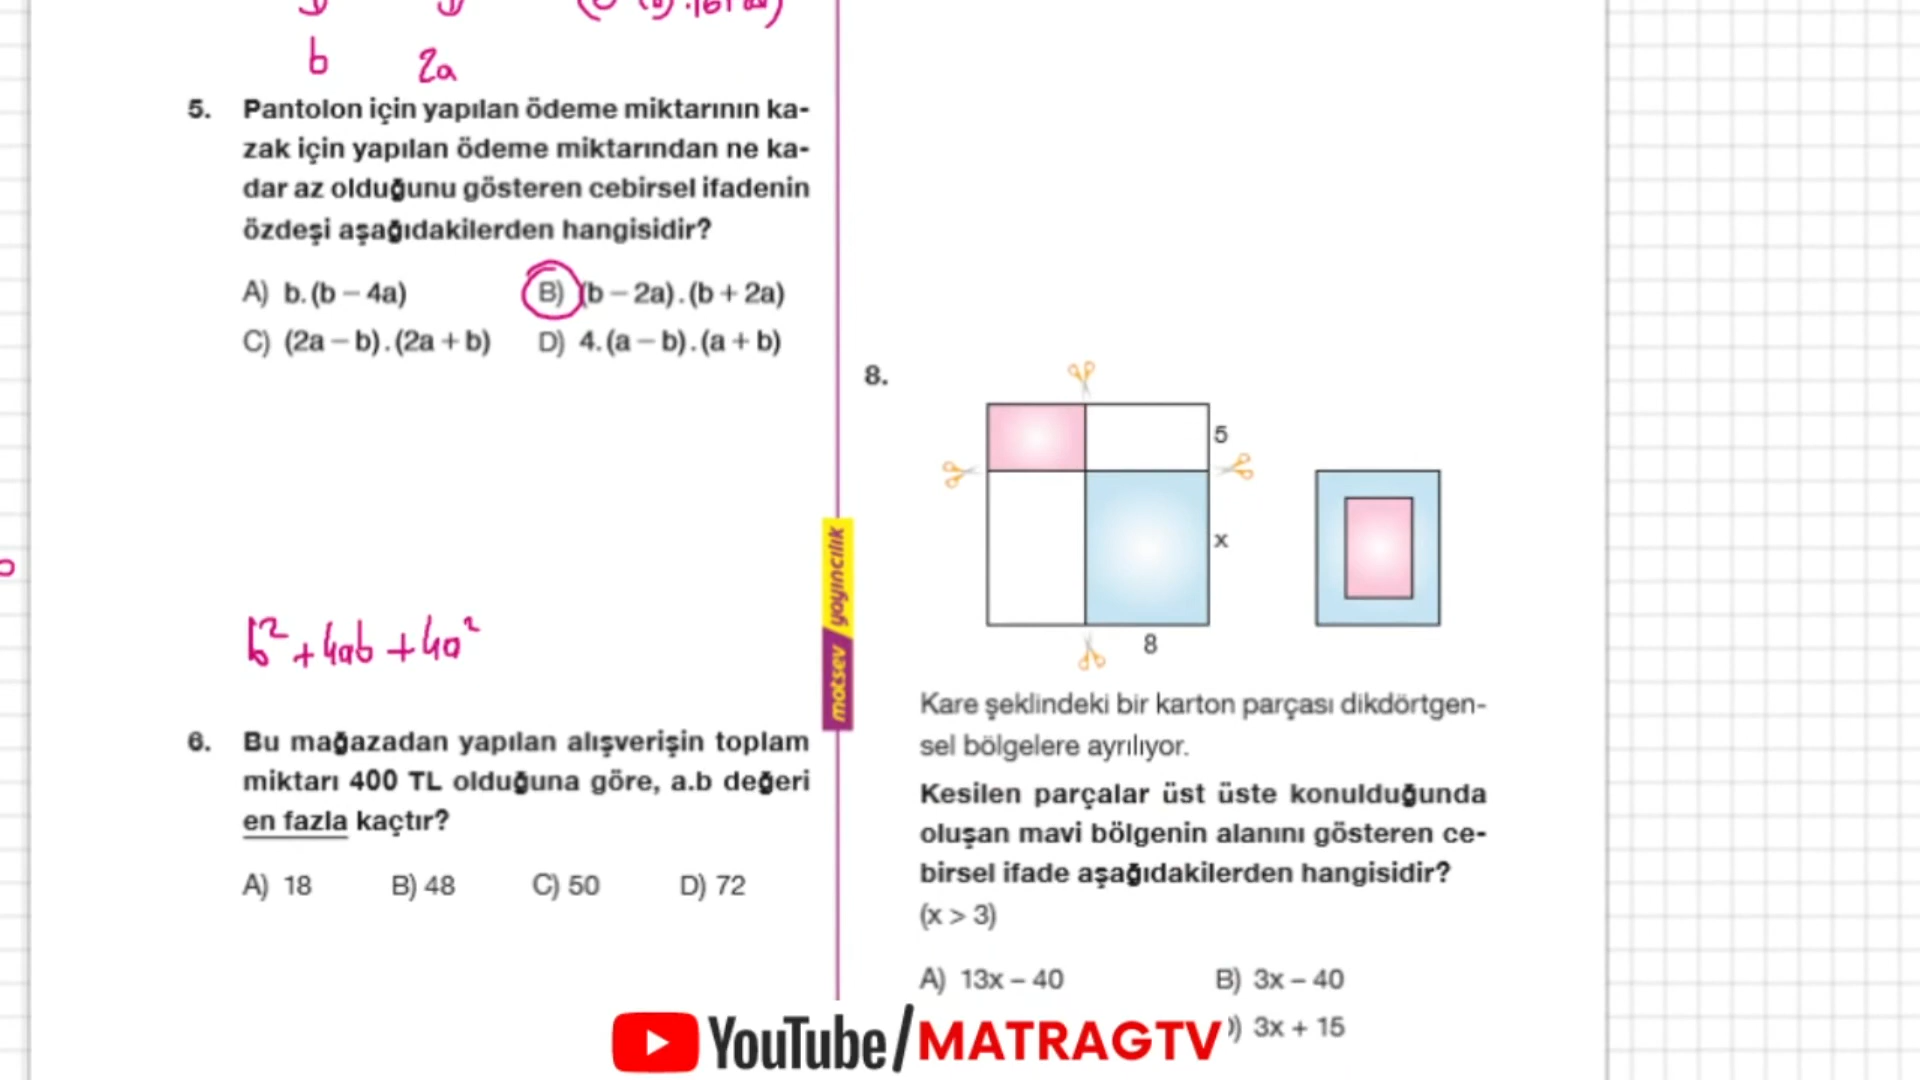 b 2a
5. Pantolon için yapılan ödeme miktarının ka-
zak için yapılan ödeme miktarından ne ka-
dar az olduğunu gösteren cebirsel ifadenin
özdeşi aşağıdakilerden hangisidir?
A) b.(b – 4a) B) (b – 2a).(b + 2a)
C) (2a – b).(2a + b) D) 4.(a – b).(a + b)
b² + 4ab + 4a²
6. Bu mağazadan yapılan alışverişin toplam
miktarı 400 TL olduğuna göre, a.b değeri
en fazla kaçtır?
A) 18 B) 48 C) 50 D) 72
matsev yayıncılık
8.
5
x
8
Kare şeklindeki bir karton parçası dikdörtgen-
sel bölgelere ayrılıyor.
Kesilen parçalar üst üste konulduğunda
oluşan mavi bölgenin alanını gösteren ce-
birsel ifade aşağıdakilerden hangisidir?
(x > 3)
A) 13x – 40 B) 3x – 40
) 3x + 15
YouTube/MATRAGTV